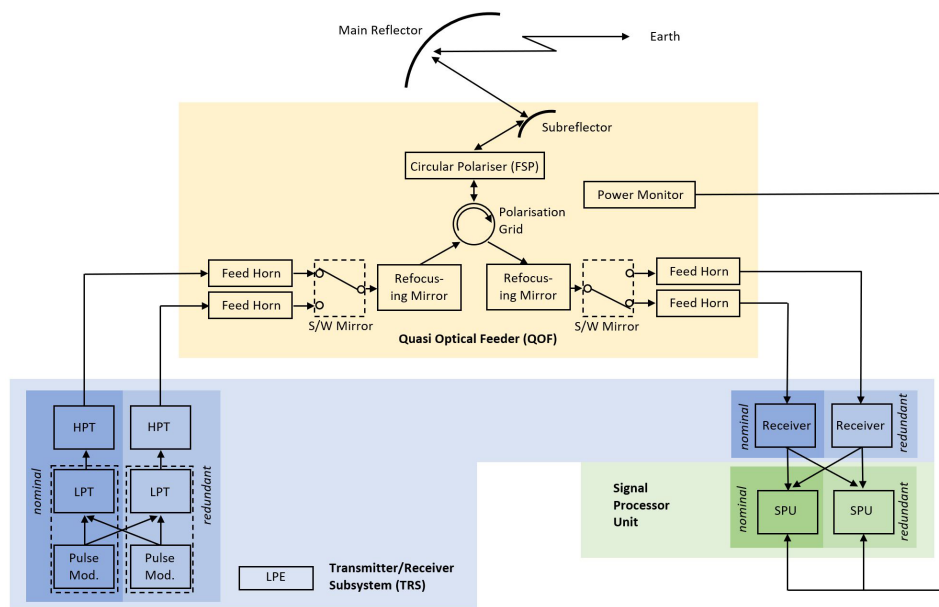 Main Reflector
Earth
Subreflector
Circular Polariser (FSP)
Power Monitor
Polarisation
Grid
Feed Horn
Feed Horn
S/W Mirror
Refocus-
ing Mirror
Refocus-
ing Mirror
S/W Mirror
Feed Horn
Feed Horn
Quasi Optical Feeder (QOF)
nominal
HPT
HPT
LPT
LPT
redundant
Pulse
Mod.
Pulse
Mod.
LPE
Transmitter/Receiver
Subsystem (TRS)
nominal
Receiver
Receiver
redundant
Signal
Processor
Unit
nominal
SPU
SPU
redundant